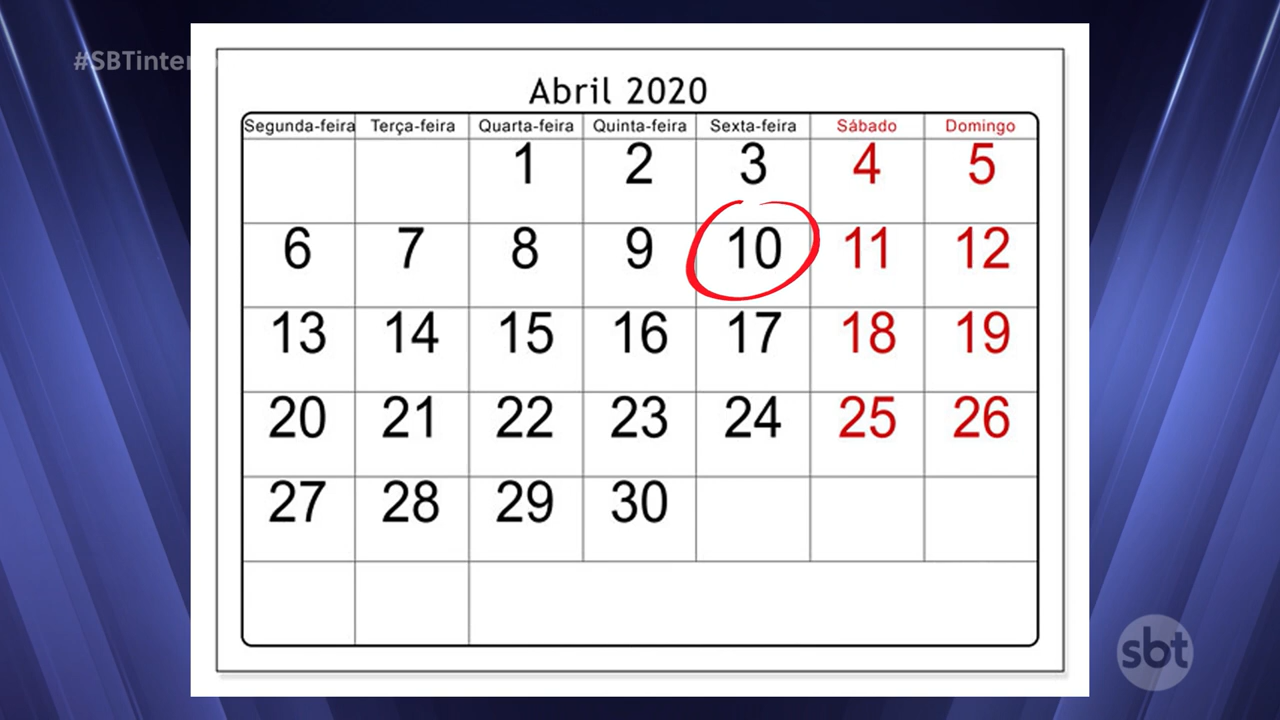 #SBTinter
Abril 2020
Segunda-feira Terça-feira Quarta-feira Quinta-feira Sexta-feira Sábado Domingo
1 2 3 4 5
6 7 8 9 10 11 12
13 14 15 16 17 18 19
20 21 22 23 24 25 26
27 28 29 30
sbt